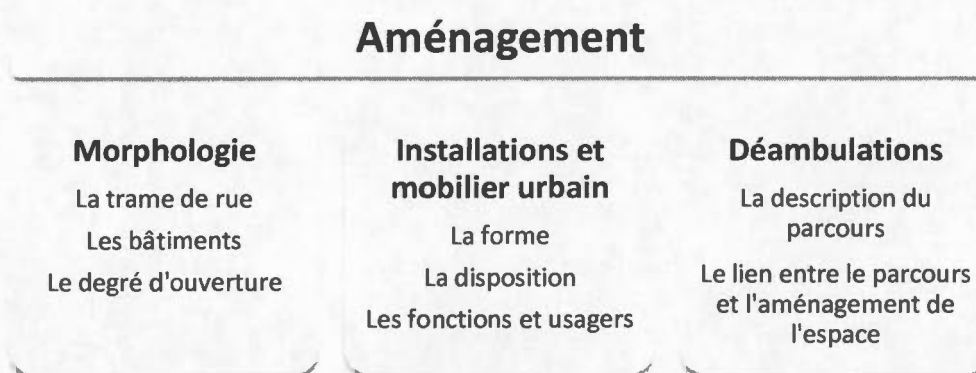 Aménagement
Morphologie
La trame de rue
Les bâtiments
Le degré d'ouverture
Installations et
mobilier urbain
La forme
La disposition
Les fonctions et usagers
Déambulations
La description du
parcours
Le lien entre le parcours
et l'aménagement de
l'espace